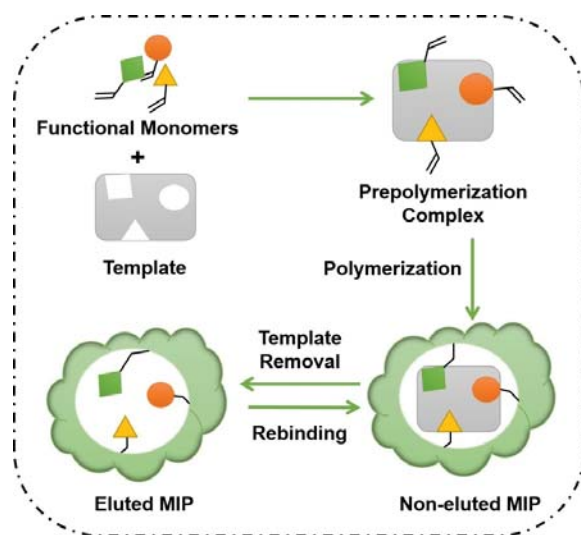 Functional Monomers
+
Template
Prepolymerization
Complex
Polymerization
Template
Removal
Rebinding
Eluted MIP
Non-eluted MIP